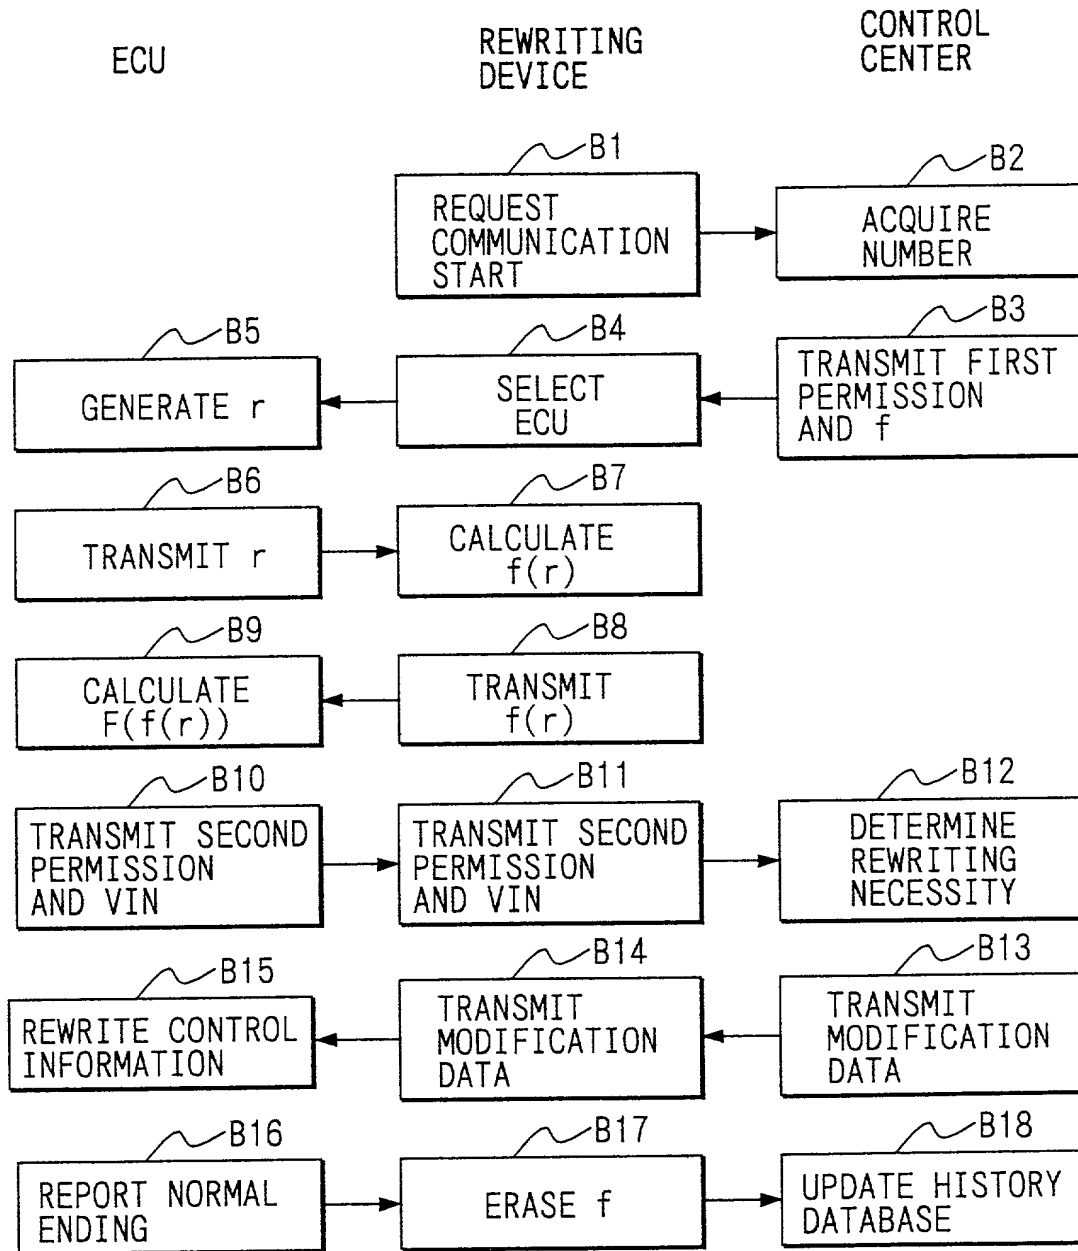 ECU
REWRITING
DEVICE
CONTROL
CENTER
B1
REQUEST
COMMUNICATION
START
B2
ACQUIRE
NUMBER
B5
GENERATE r
B4
SELECT
ECU
B3
TRANSMIT FIRST
PERMISSION
AND f
B6
TRANSMIT r
B7
CALCULATE
f(r)
B9
CALCULATE
F(f(r))
B8
TRANSMIT
f(r)
B10
TRANSMIT SECOND
PERMISSION
AND VIN
B11
TRANSMIT SECOND
PERMISSION
AND VIN
B12
DETERMINE
REWRITING
NECESSITY
B15
REWRITE CONTROL
INFORMATION
B14
TRANSMIT
MODIFICATION
DATA
B13
TRANSMIT
MODIFICATION
DATA
B16
REPORT NORMAL
ENDING
B17
ERASE f
B18
UPDATE HISTORY
DATABASE